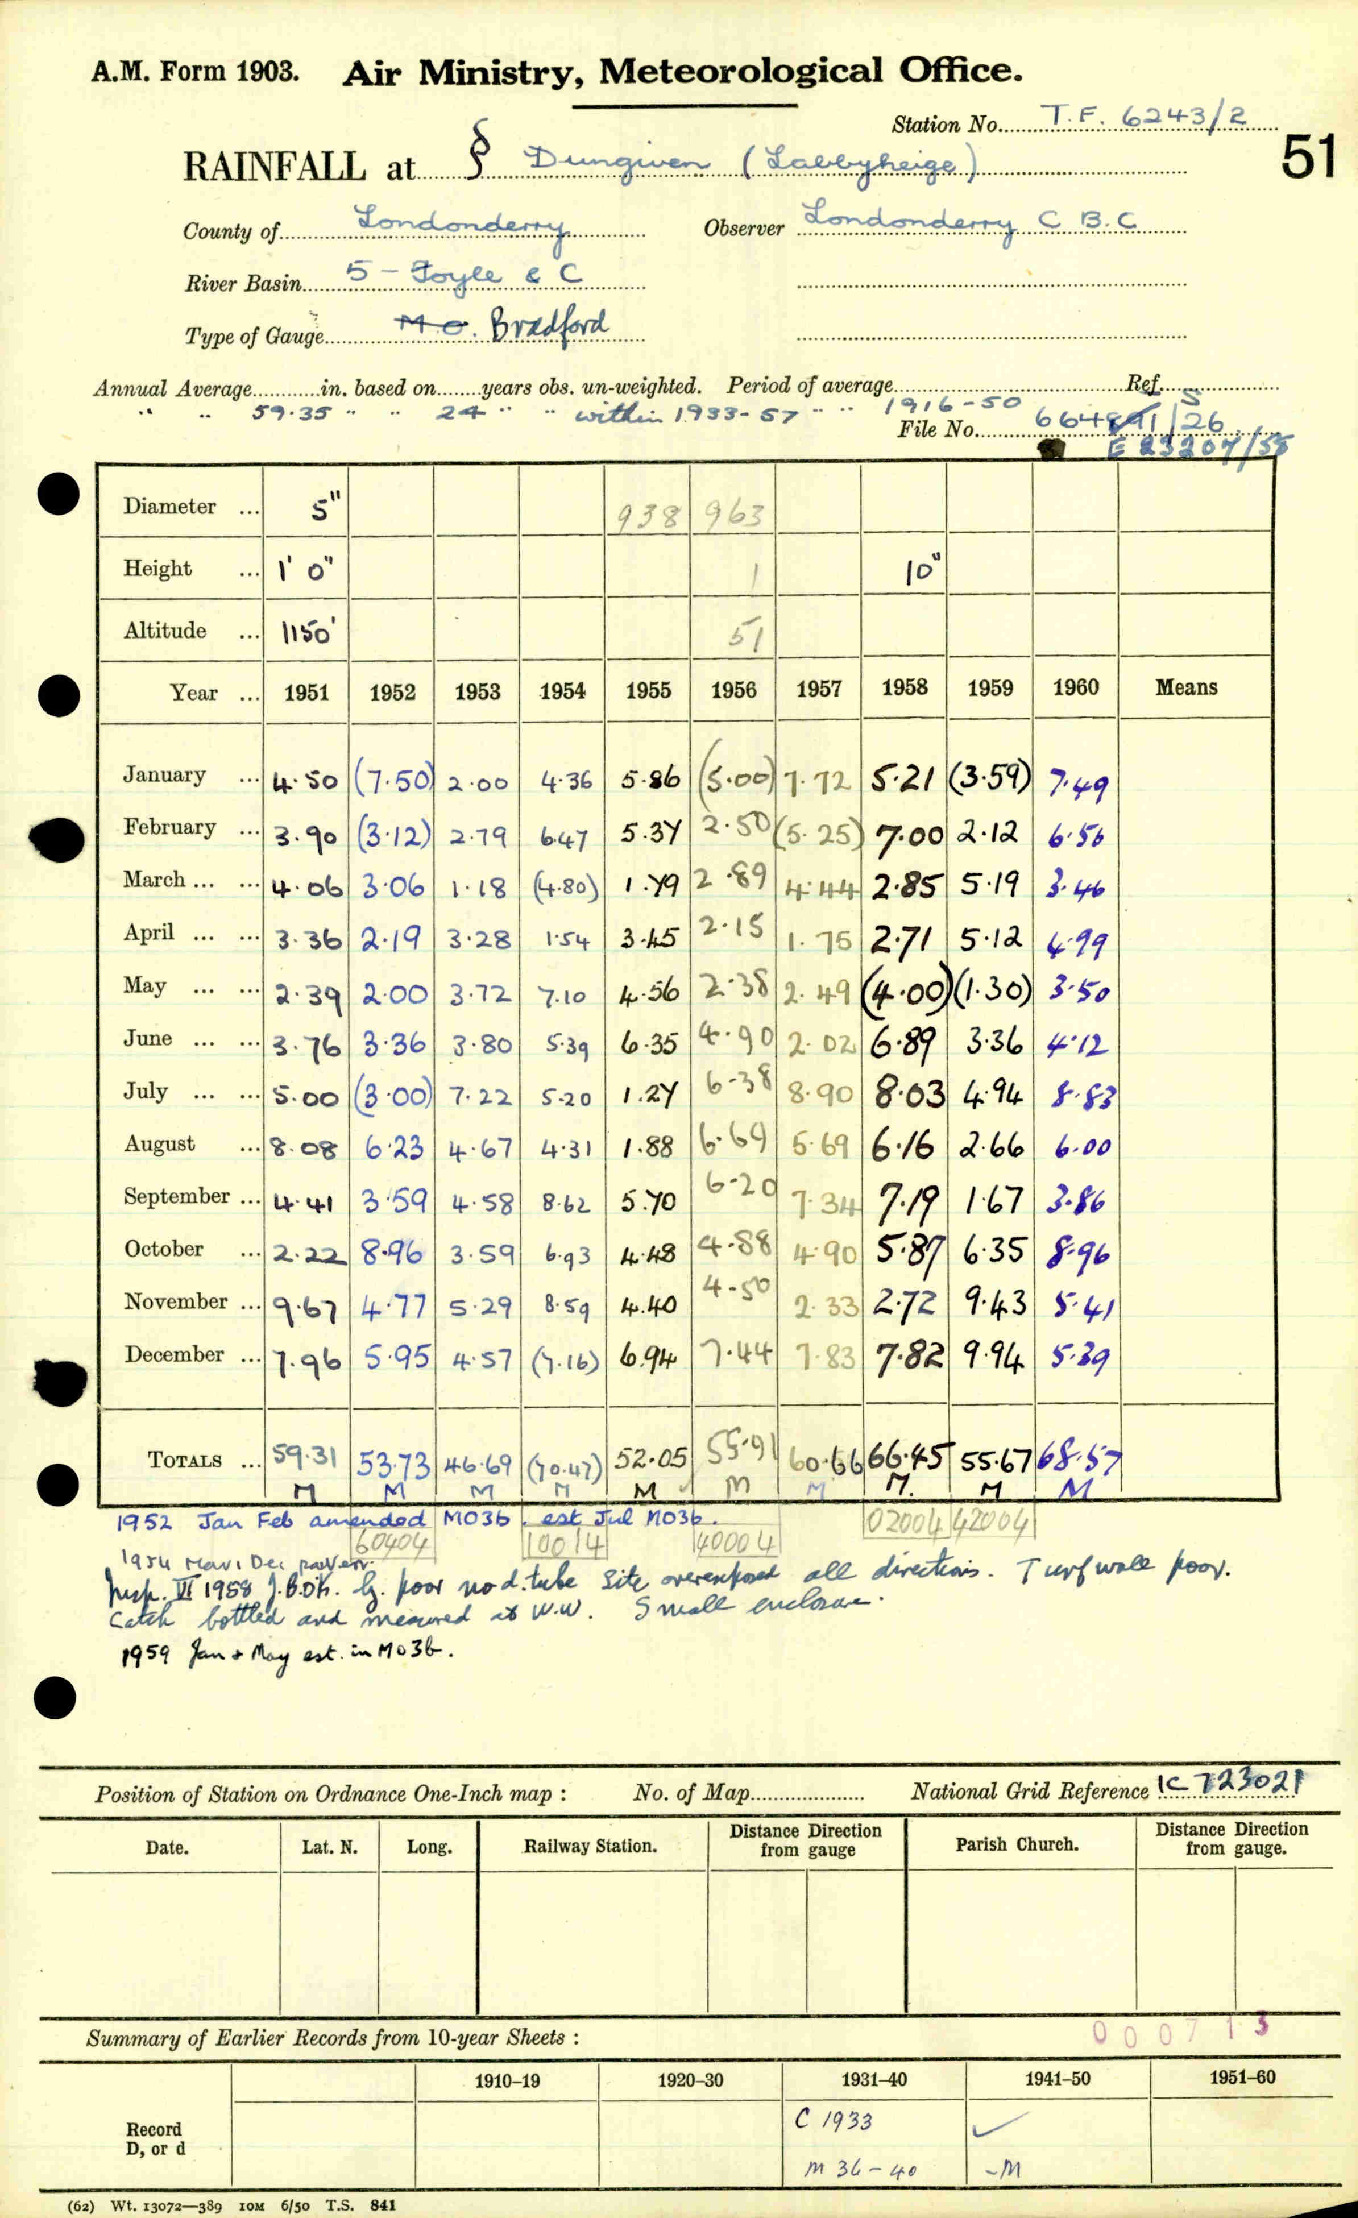 A.M. Form 1903. Air Ministry, Meteorological Office.
Station No. T.F. 6243/2
51
RAINFALL at § Dungiven (Labbyheige)
County of Londonderry Observer Londonderry C B.C
River Basin 5 - Foyle & C
Type of Gauge M O. Bradford
Annual Average in. based on years obs. un-weighted. Period of average Ref.
" " 59.35 " " 24 " " within 1933-57 " " 1916-50
File No. 664891/26 S
E 23207/58
Diameter ... 5" 938 963
Height ... 1' 0" 1 10"
Altitude ... 1150' 51
Year ... 1951 1952 1953 1954 1955 1956 1957 1958 1959 1960 Means
January ... 4.50 (7.50) 2.00 4.36 5.86 (5.00) 7.72 5.21 (3.59) 7.49
February ... 3.90 (3.12) 2.79 6.47 5.37 2.50 (5.25) 7.00 2.12 6.56
March ... ... 4.06 3.06 1.18 (4.80) 1.79 2.89 4.44 2.85 5.19 3.46
April ... ... 3.36 2.19 3.28 1.54 3.45 2.15 1.75 2.71 5.12 4.99
May ... ... 2.39 2.00 3.72 7.10 4.56 2.38 2.49 (4.00) (1.30) 3.50
June ... ... 3.76 3.36 3.80 5.39 6.35 4.90 2.02 6.89 3.36 4.12
July ... ... 5.00 (3.00) 7.22 5.20 1.27 6.38 8.90 8.03 4.94 8.83
August ... 8.08 6.23 4.67 4.31 1.88 6.69 5.69 6.16 2.66 6.00
September ... 4.41 3.59 4.58 8.62 5.70 6.20 7.34 7.19 1.67 3.86
October ... 2.22 8.96 3.59 6.93 4.48 4.88 4.90 5.87 6.35 8.96
November ... 9.67 4.77 5.29 8.59 4.40 4.50 2.33 2.72 9.43 5.41
December ... 7.96 5.95 4.57 (7.16) 6.94 7.44 7.83 7.82 9.94 5.39
TOTALS ... 59.31 53.73 46.69 (70.47) 52.05 55.91 60.66 66.45 55.67 68.57
M M M M M ✓ M M M. M M
1952 Jan Feb amended MO3b. est Jul MO3b.
60404 10014 40004 02004 42004
1954 Mar, Dec
Insp. VI 1958 J.B.Dk. G. poor no d.tube Site overexposed all directions. Turf wall poor.
Catch bottled and measured at W.W. Small enclosure.
1959 Jan + May est. in MO3b.
Position of Station on Ordnance One-Inch map : No. of Map National Grid Reference IC 723021
Date. Lat. N. Long. Railway Station. Distance Direction from gauge Parish Church. Distance Direction from gauge.
Summary of Earlier Records from 10-year Sheets :
000713
1910–19 1920–30 1931–40 1941–50 1951–60
Record D, or d
C 1933 ✓
M 36-40 -M
(62) Wt. 13072—389 10M 6/50 T.S. 841